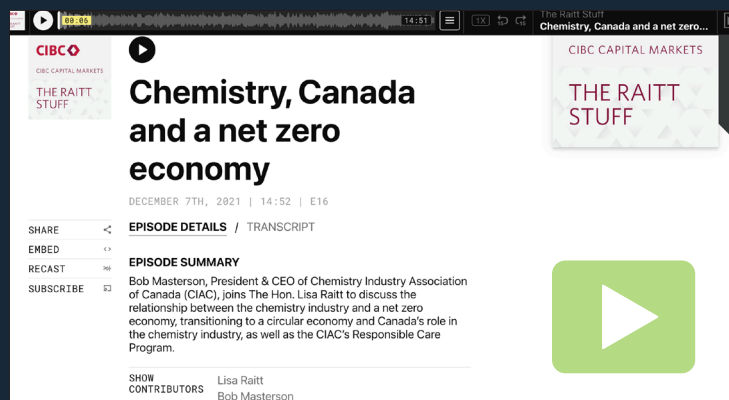 00:06
14:51
1X
15
15
The Raitt Stuff
Chemistry, Canada and a net zero...
CIBC
CIBC CAPITAL MARKETS
THE RAITT
STUFF
Chemistry, Canada
and a net zero
economy
DECEMBER 7TH, 2021 | 14:52 | E16
EPISODE DETAILS / TRANSCRIPT
SHARE
EMBED
RECAST
SUBSCRIBE
EPISODE SUMMARY
Bob Masterson, President & CEO of Chemistry Industry Association
of Canada (CIAC), joins The Hon. Lisa Raitt to discuss the
relationship between the chemistry industry and a net zero
economy, transitioning to a circular economy and Canada's role in
the chemistry industry, as well as the CIAC's Responsible Care
Program.
SHOW
CONTRIBUTORS
Lisa Raitt
Bob Masterson
CIBC CAPITAL MARKETS
THE RAITT
STUFF